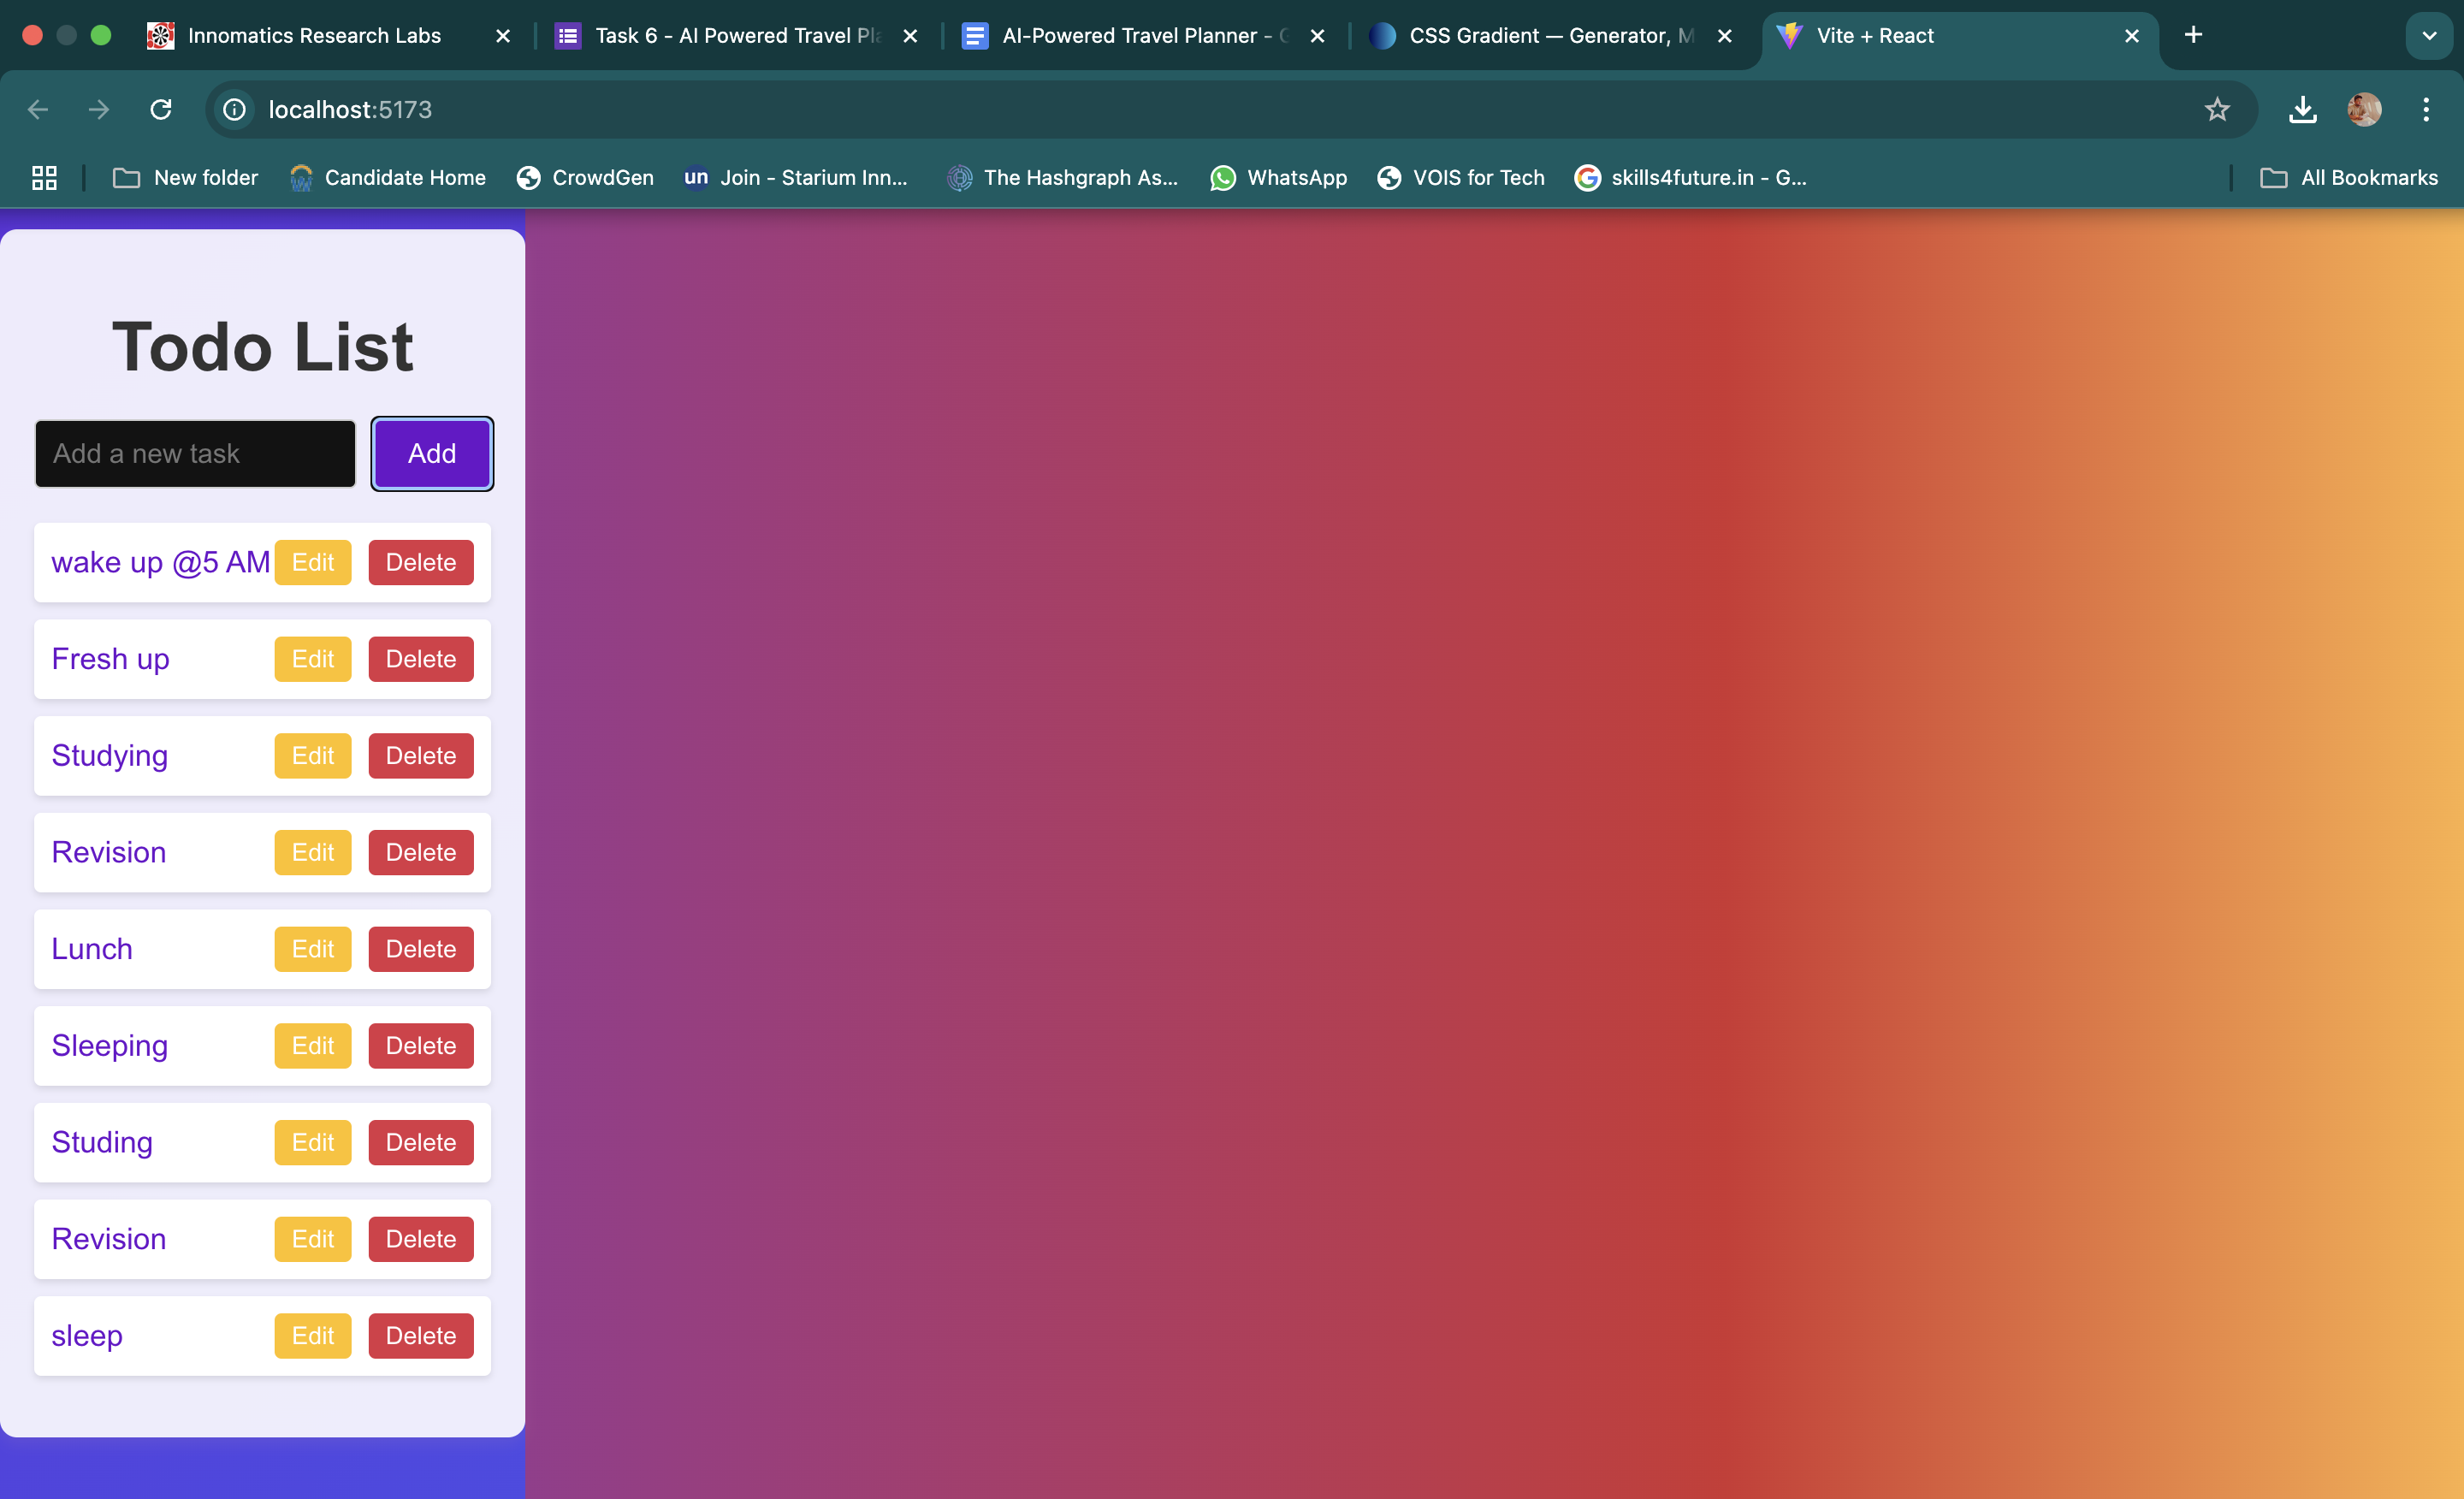 Innomatics Research Labs
Task 6 - AI Powered Travel Pla
AI-Powered Travel Planner - G
CSS Gradient — Generator, M
Vite + React
localhost:5173
New folder
Candidate Home
CrowdGen
un Join - Starium Inn...
The Hashgraph As...
WhatsApp
VOIS for Tech
skills4future.in - G...
All Bookmarks
Todo List
Add a new task Add
wake up @5 AM Edit Delete
Fresh up Edit Delete
Studying Edit Delete
Revision Edit Delete
Lunch Edit Delete
Sleeping Edit Delete
Studing Edit Delete
Revision Edit Delete
sleep Edit Delete